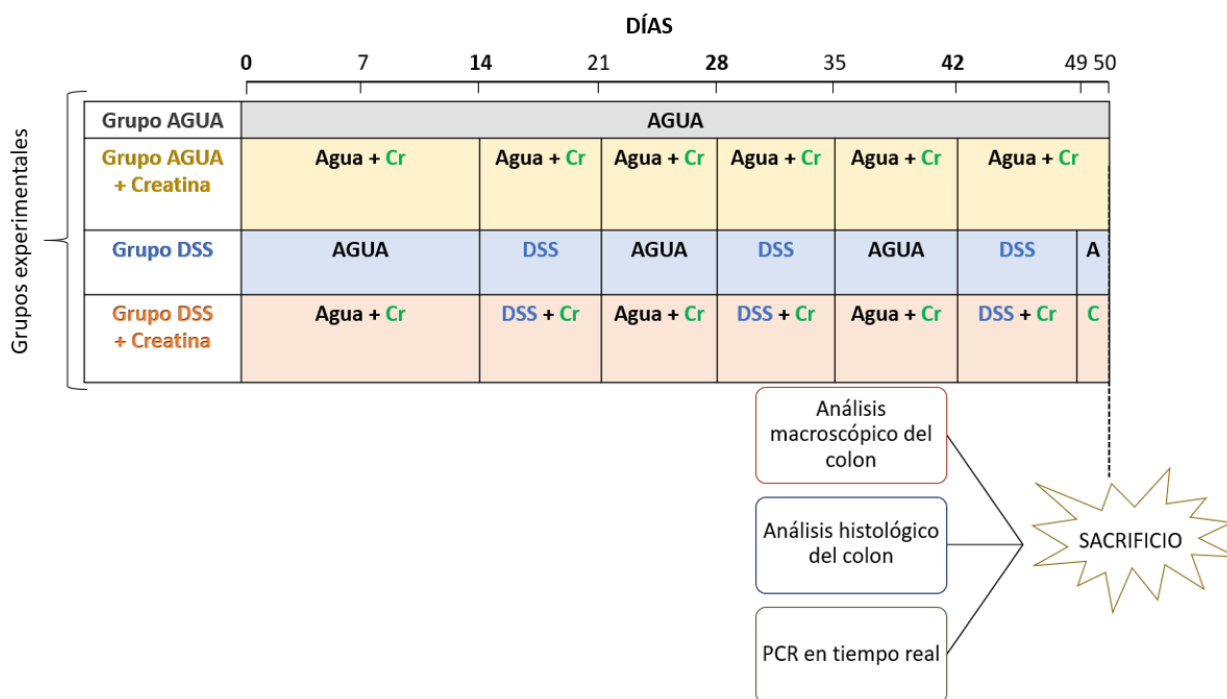 DÍAS
0 7 14 21 28 35 42 49 50
Grupos experimentales
Grupo AGUA
AGUA
Grupo AGUA
+ Creatina
Agua + Cr Agua + Cr Agua + Cr Agua + Cr Agua + Cr Agua + Cr
Grupo DSS
AGUA DSS AGUA DSS AGUA DSS A
Grupo DSS
+ Creatina
Agua + Cr DSS + Cr Agua + Cr DSS + Cr Agua + Cr DSS + Cr C
Análisis
macroscópico del
colon
Análisis histológico
del colon
PCR en tiempo real
SACRIFICIO